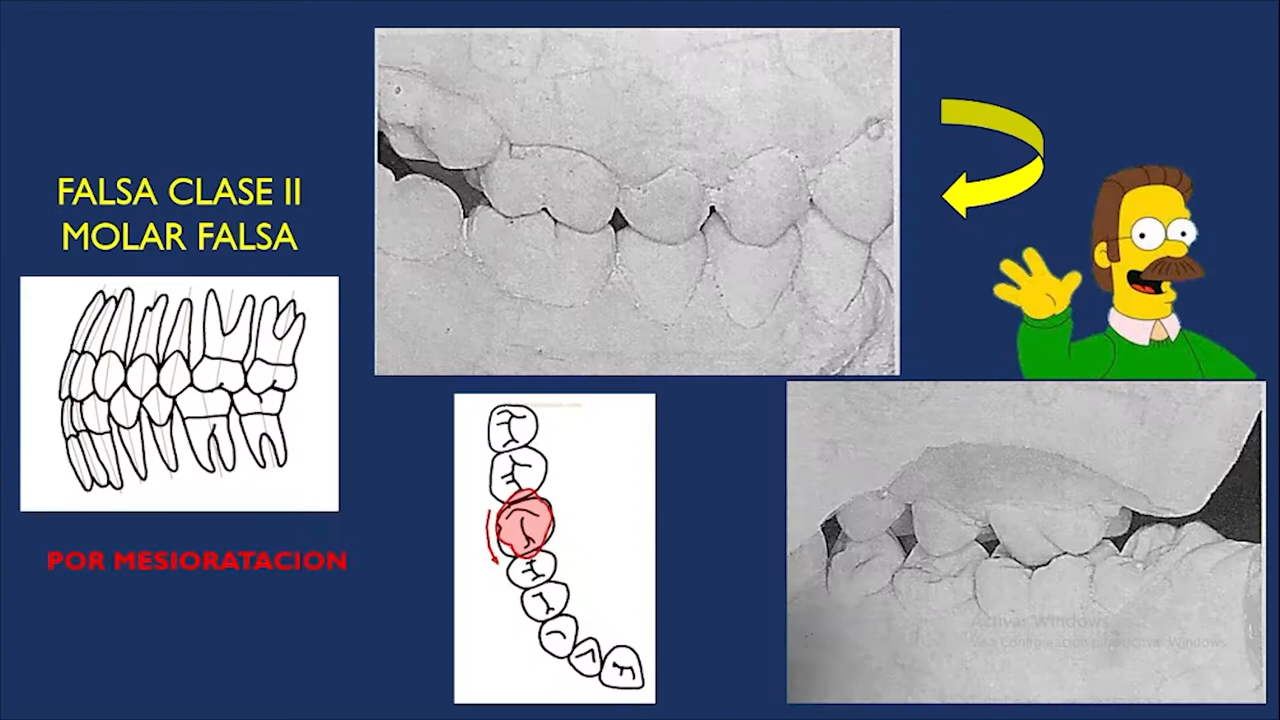 FALSA CLASE II
MOLAR FALSA
POR MESIORATACION
Activar Windows